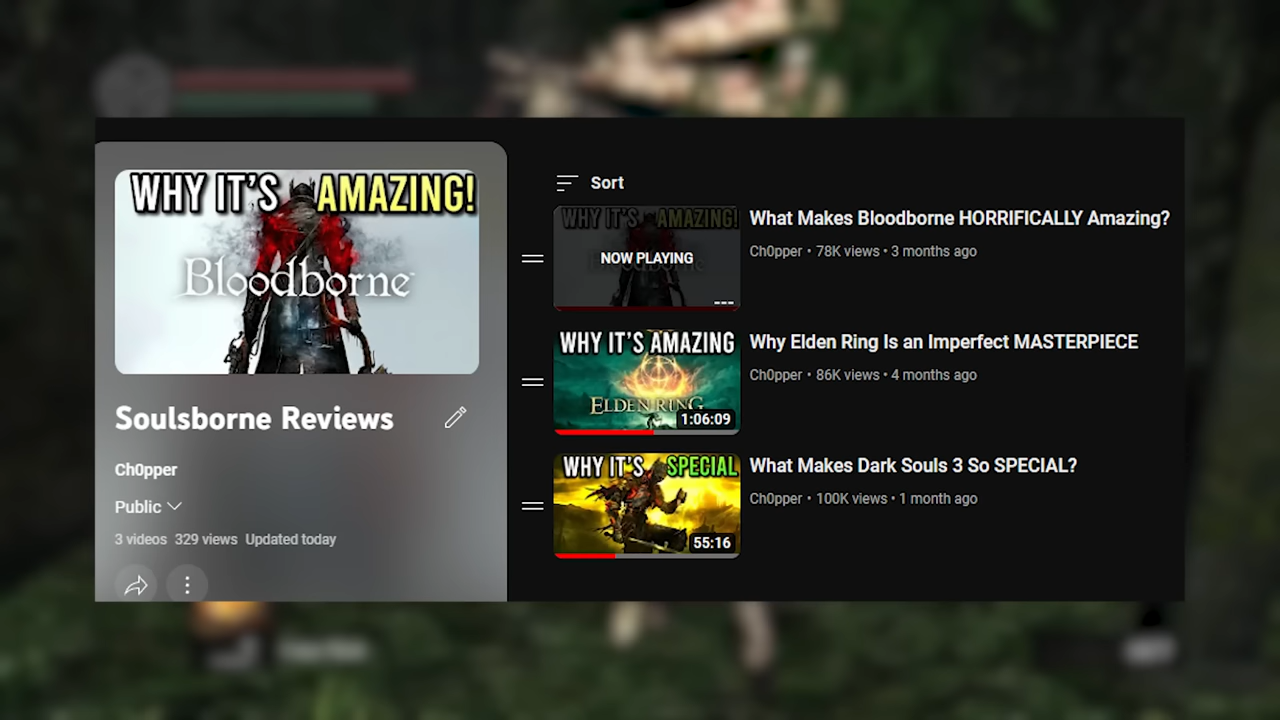 WHY IT'S AMAZING!
Bloodborne
Soulsborne Reviews
Ch0pper
Public
3 videos 329 views Updated today
Sort
WHY IT'S AMAZING!
NOW PLAYING
What Makes Bloodborne HORRIFICALLY Amazing?
Ch0pper • 78K views • 3 months ago
WHY IT'S AMAZING
ELDEN RING
1:06:09
Why Elden Ring Is an Imperfect MASTERPIECE
Ch0pper • 86K views • 4 months ago
WHY IT'S SPECIAL
55:16
What Makes Dark Souls 3 So SPECIAL?
Ch0pper • 100K views • 1 month ago